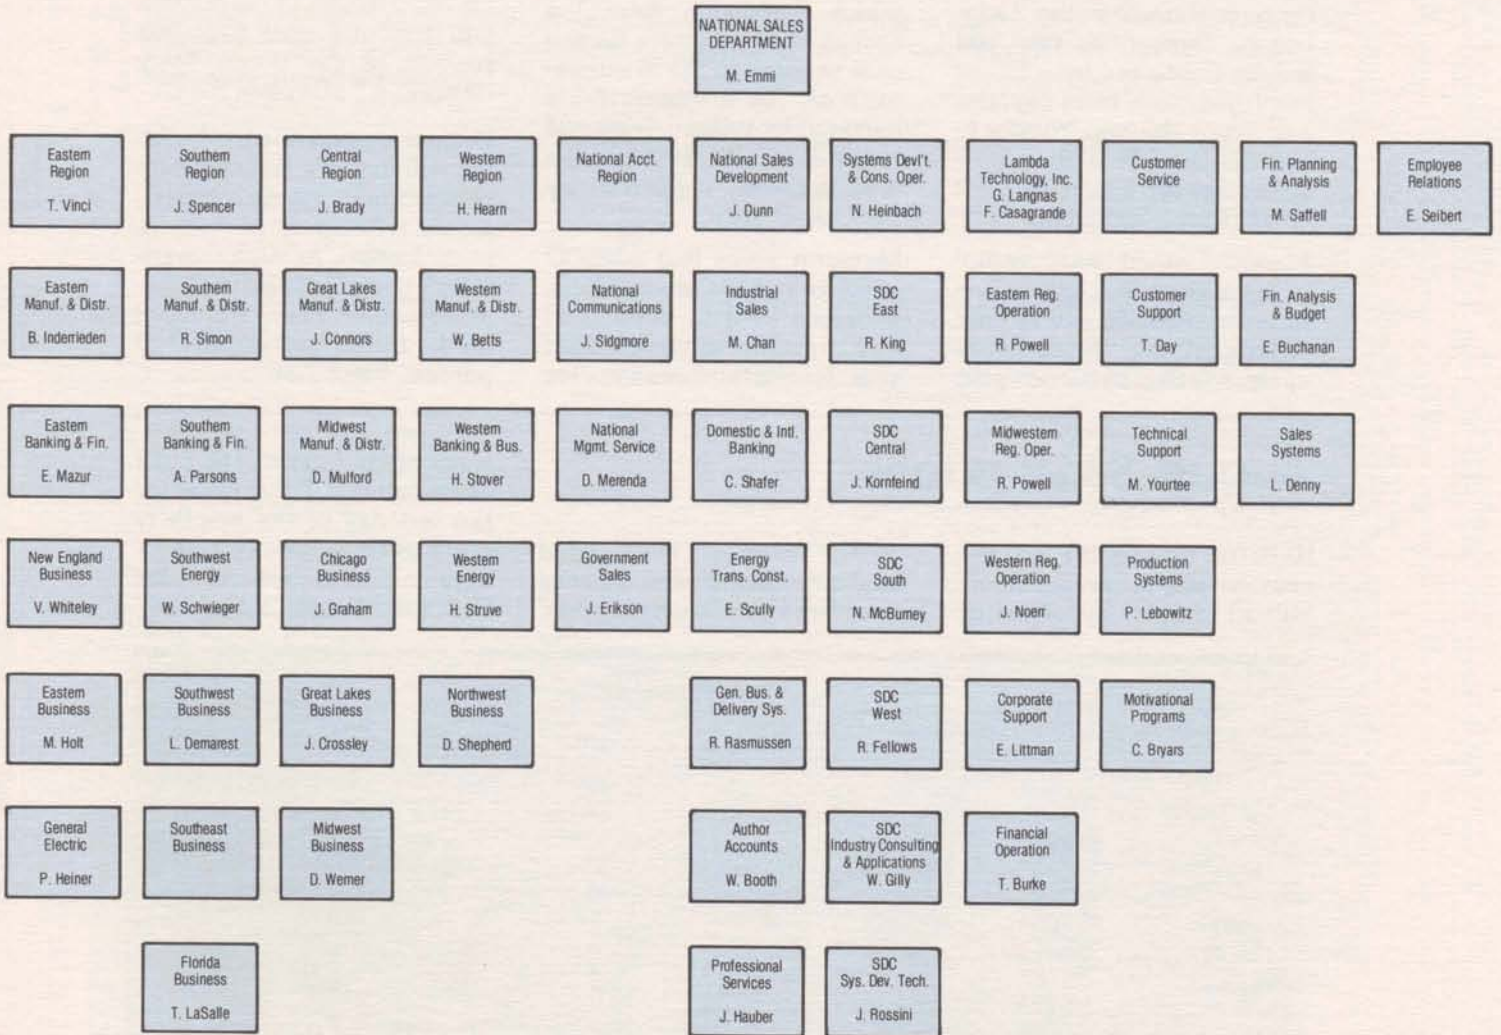 NATIONAL SALES
DEPARTMENT
M. Emmi
Eastern
Region
T. Vinci
Southern
Region
J. Spencer
Central
Region
J. Brady
Western
Region
H. Hearn
National Acct.
Region
National Sales
Development
J. Dunn
Systems Devl't.
& Cons. Oper.
N. Heinbach
Lambda
Technology, Inc.
G. Langnas
F. Casagrande
Customer
Service
Fin. Planning
& Analysis
M. Saffell
Employee
Relations
E. Seibert
Eastern
Manuf. & Distr.
B. Inderrieden
Southern
Manuf. & Distr.
R. Simon
Great Lakes
Manuf. & Distr.
J. Connors
Western
Manuf. & Distr.
W. Betts
National
Communications
J. Sidgmore
Industrial
Sales
M. Chan
SDC
East
R. King
Eastern Reg.
Operation
R. Powell
Customer
Support
T. Day
Fin. Analysis
& Budget
E. Buchanan
Eastern
Banking & Fin.
E. Mazur
Southern
Banking & Fin.
A. Parsons
Midwest
Manuf. & Distr.
D. Mulford
Western
Banking & Bus.
H. Stover
National
Mgmt. Service
D. Merenda
Domestic & Intl.
Banking
C. Shafer
SDC
Central
J. Kornfeind
Midwestern
Reg. Oper.
R. Powell
Technical
Support
M. Yourtee
Sales
Systems
L. Denny
New England
Business
V. Whiteley
Southwest
Energy
W. Schwieger
Chicago
Business
J. Graham
Western
Energy
H. Struve
Government
Sales
J. Erikson
Energy
Trans. Const.
E. Scully
SDC
South
N. McBurney
Western Reg.
Operation
J. Noerr
Production
Systems
P. Lebowitz
Eastern
Business
M. Holt
Southwest
Business
L. Demarest
Great Lakes
Business
J. Crossley
Northwest
Business
D. Shepherd
Gen. Bus. &
Delivery Sys.
R. Rasmussen
SDC
West
R. Fellows
Corporate
Support
E. Littman
Motivational
Programs
C. Bryars
General
Electric
P. Heiner
Southeast
Business
Midwest
Business
D. Werner
Author
Accounts
W. Booth
SDC
Industry Consulting
& Applications
W. Gilly
Financial
Operation
T. Burke
Florida
Business
T. LaSalle
Professional
Services
J. Hauber
SDC
Sys. Dev. Tech.
J. Rossini